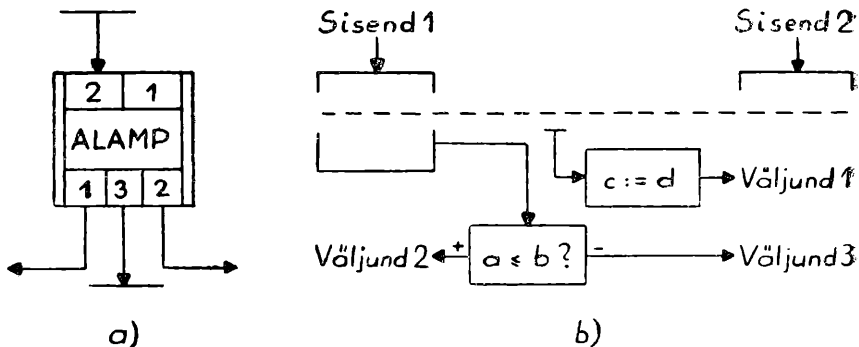 2 1
ALAMP
1 3 2
a)
Sisend 1
Sisend 2
c := d
Väljund 1
Väljund 2
+
a ≤ b ?
-
Väljund 3
b)